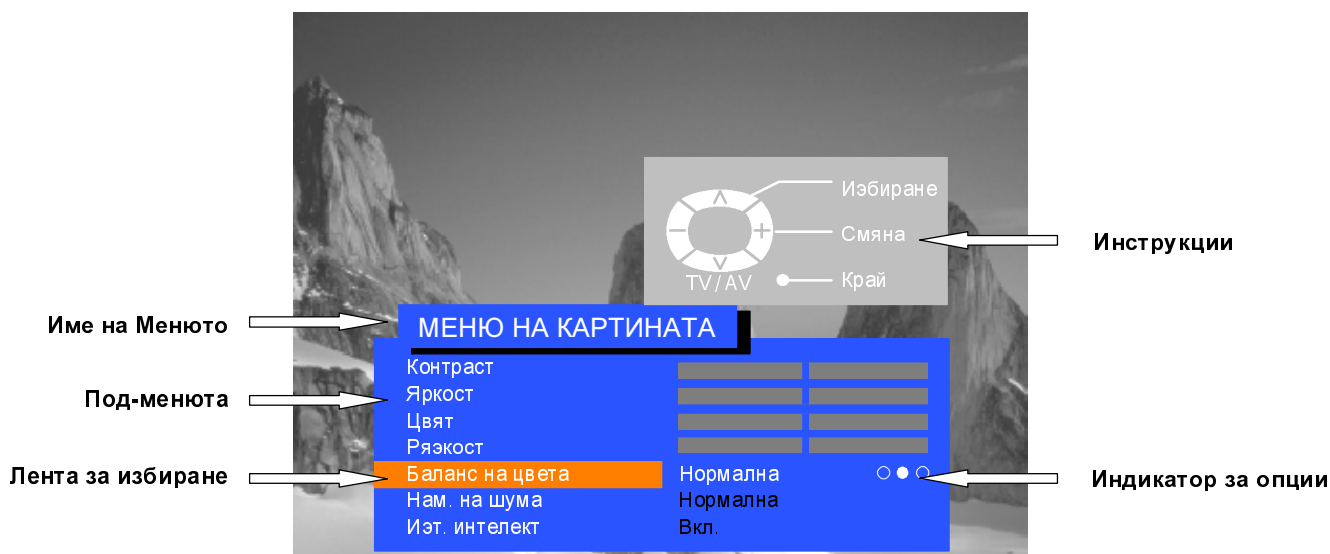 Иэбиране
Смяна
TV/AV
Край
Инструкции
Име на Менюто
МЕНЮ НА КАРТИНАТА
Контраст
Под-менюта
Яркост
Цвят
Ряэкост
Лента за избиране
Баланс на цвета Нормална
Индикатор за опции
Нам. на шума Нормална
Иэт. интелект Вкл.